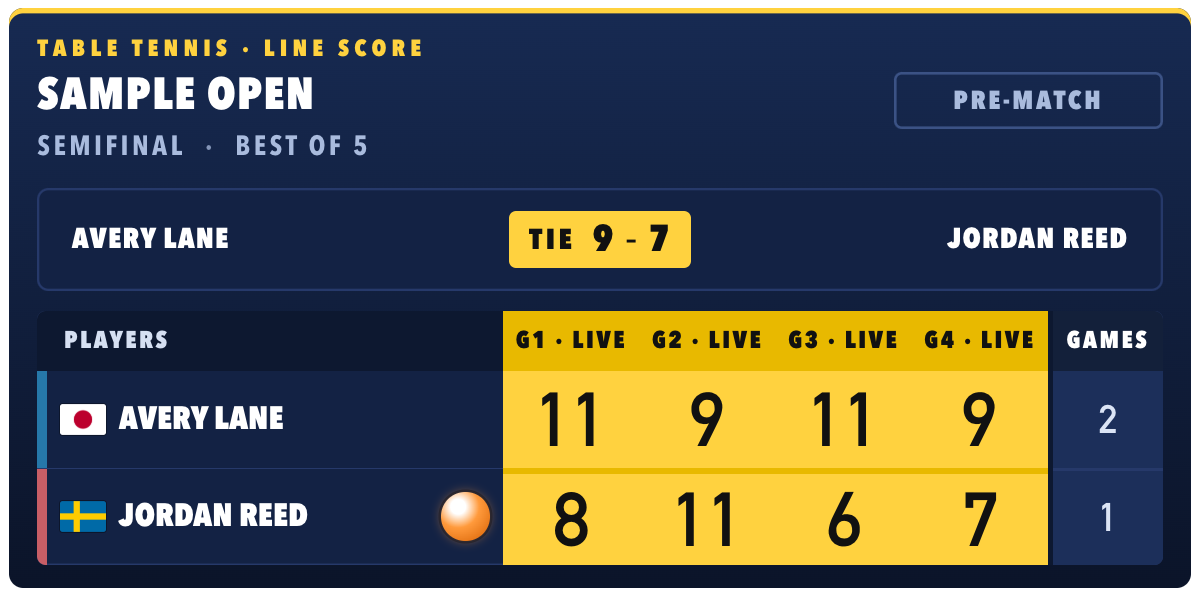 TABLE TENNIS · LINE SCORE
SAMPLE OPEN
PRE-MATCH
SEMIFINAL · BEST OF 5
AVERY LANE TIE 9 - 7 JORDAN REED
PLAYERS G1 · LIVE G2 · LIVE G3 · LIVE G4 · LIVE GAMES
AVERY LANE 11 9 11 9 2
JORDAN REED 8 11 6 7 1